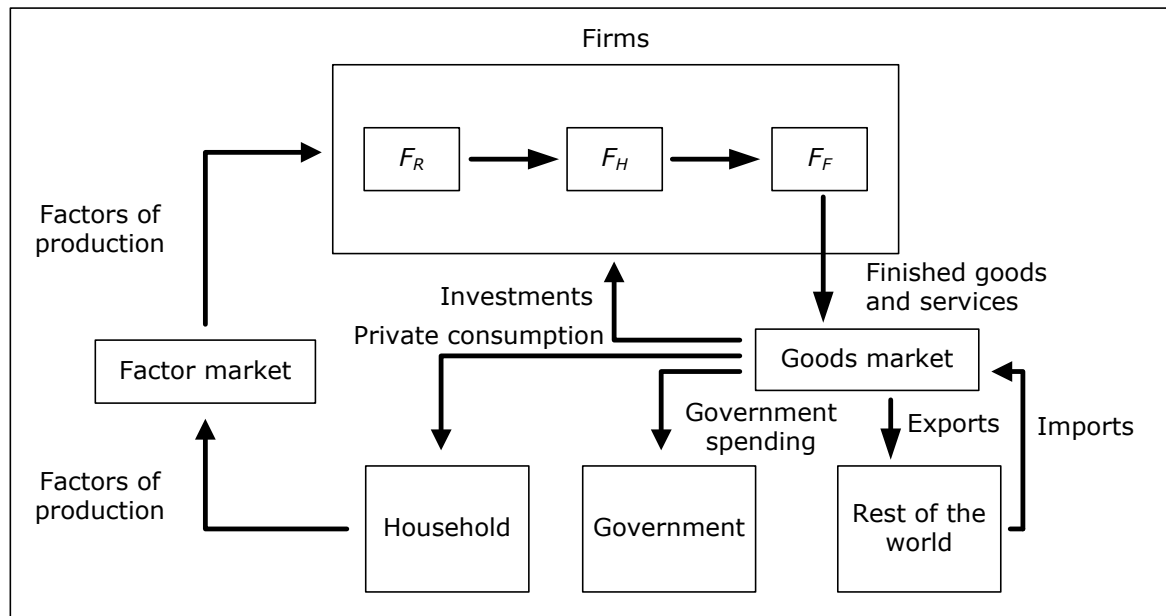 Firms
F_R
F_H
F_F
Factors of
production
Finished goods
and services
Investments
Private consumption
Factor market
Goods market
Government
spending
Exports
Imports
Factors of
production
Household
Government
Rest of the
world